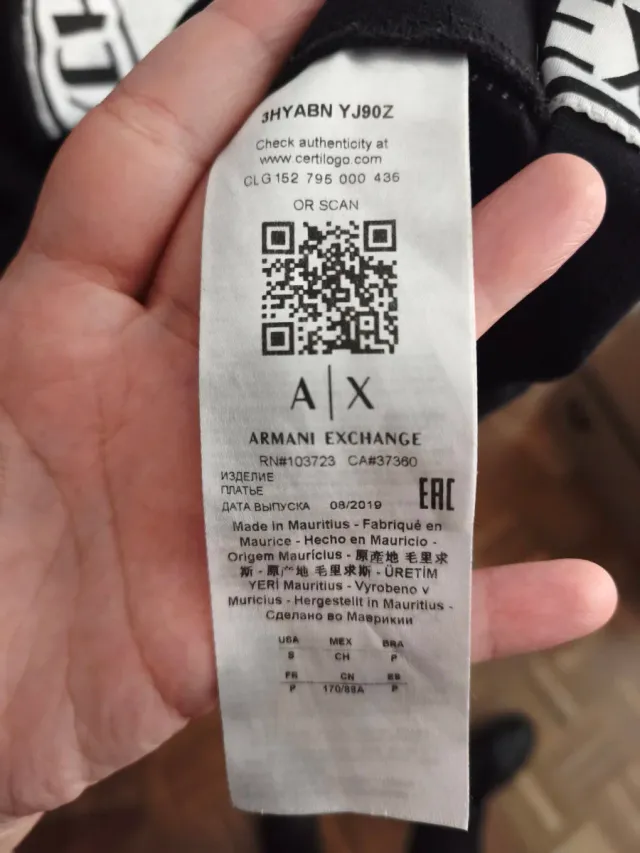 3HYABN YJ90Z
Check authenticity at
www.certilogo.com
CLG 152 795 000 436
OR SCAN
A|X
ARMANI EXCHANGE
RN#103723 CA#37360
ИЗДЕЛИЕ
ПЛАТЬЕ
ДАТА ВЫПУСКА 08/2019
EAC
Made in Mauritius - Fabriqué en
Maurice - Hecho en Mauricio -
Origem Maurícius - 原產地 毛里求
斯 - 原产地 毛里求斯 - ÜRETİM
YERİ Mauritius - Vyrobeno v
Muricius - Hergestellt in Mauritius -
Сделано во Маврикии
USA MEX BRA
S CH P
FR CN
P 170/88A P